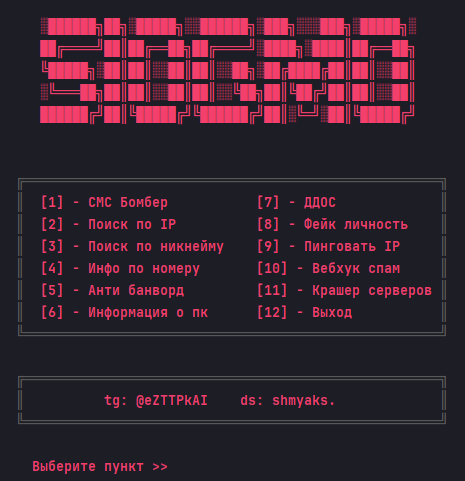 [1] - СМС Бомбер
[2] - Поиск по IP
[3] - Поиск по никнейму
[4] - Инфо по номеру
[5] - Анти банворд
[6] - Информация о пк
[7] - ДДОС
[8] - Фейк личность
[9] - Пинговать IP
[10] - Вебхук спам
[11] - Крашер серверов
[12] - Выход
tg: @eZTTPkAI    ds: shmyaks.
Выберите пункт >>